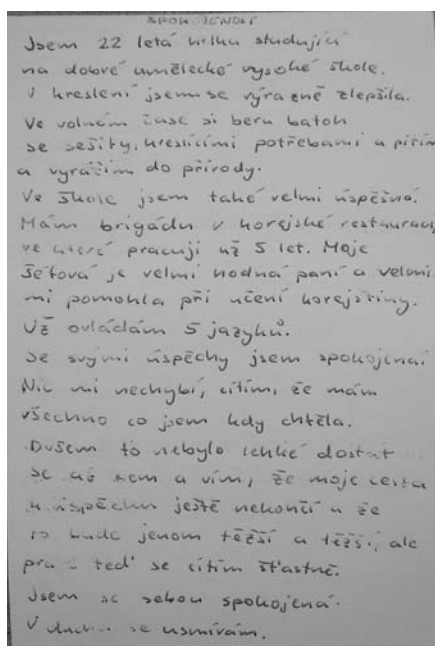 SPOKOJENOST
Jsem 22 letá holka studující
na dobré umělecké vysoké škole.
V kreslení jsem se výrazně zlepšila.
Ve volném čase si beru batoh
se sešity, kreslícími potřebami a pitím
a vyrážím do přírody.
Ve škole jsem také velmi úspěšná.
Mám brigádu v korejské restauraci,
ve které pracuji už 5 let. Moje
šéfová je velmi hodná paní a velmi
mi pomohla při učení korejštiny.
Už ovládám 5 jazyků.
Se svými úspěchy jsem spokojená
Nic mi nechybí, cítím, že mám
všechno co jsem kdy chtěla.
Ovšem to nebylo lehké dostat
se až sem a vím, že moje cesta
k úspěchu ještě nekončí a že
to bude jenom těžší a těžší, ale
teď se cítím šťastně.
Jsem se sebou spokojená.
V duchu se usmívám.